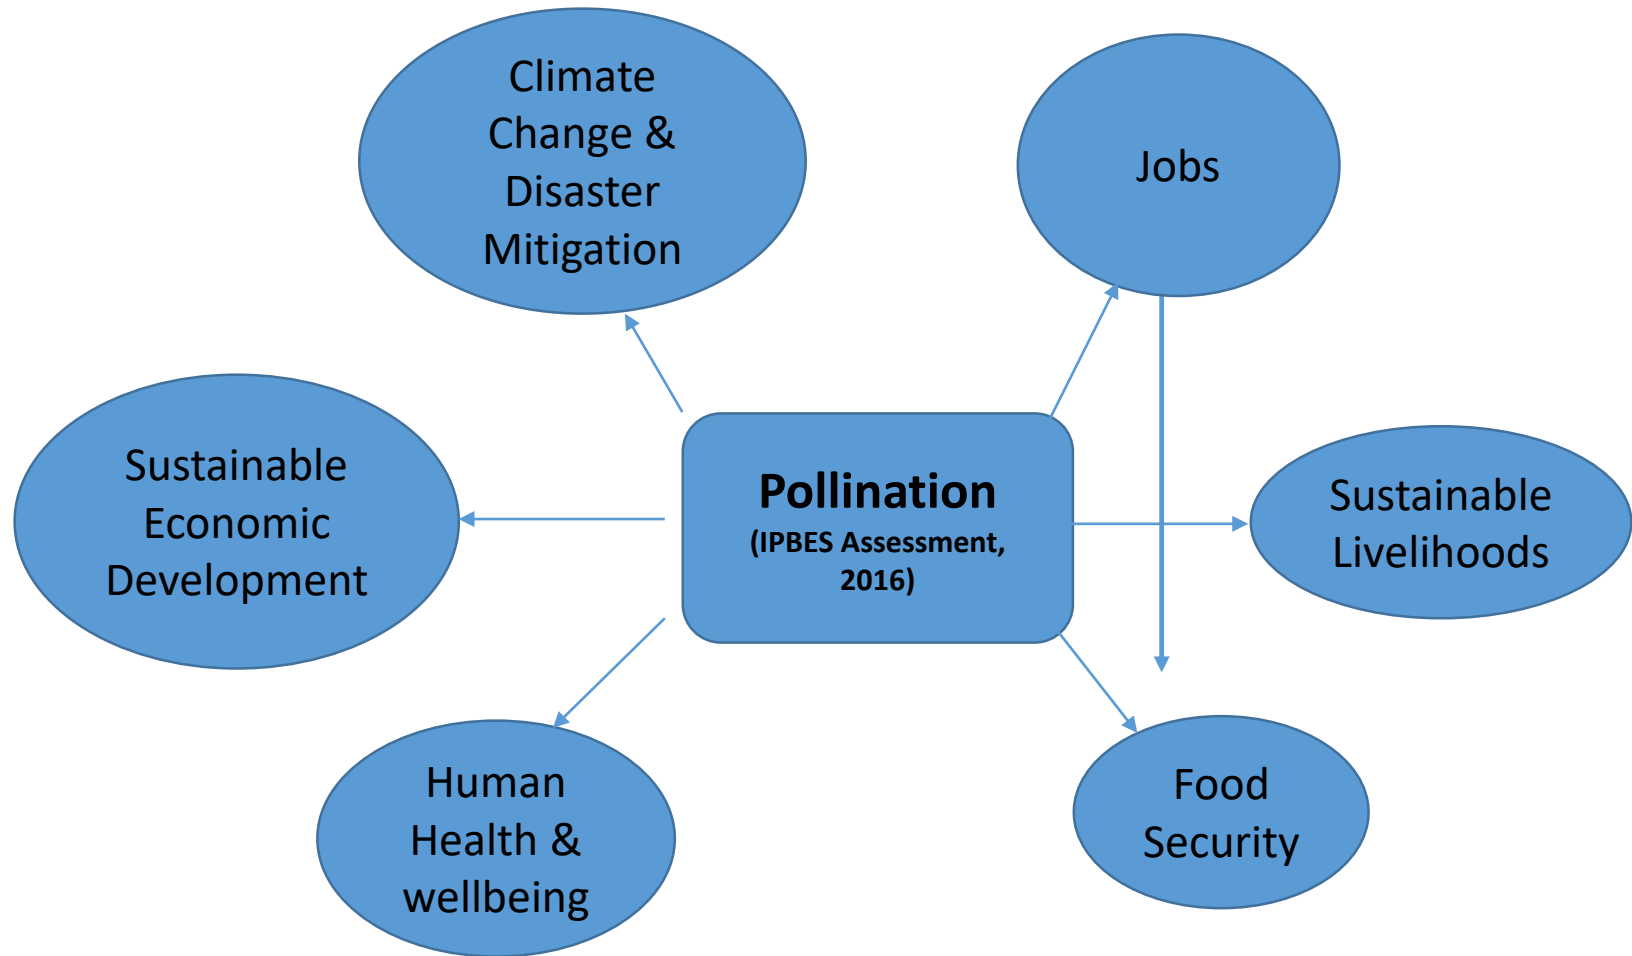 Climate
Change &
Disaster
Mitigation
Jobs
Sustainable
Economic
Development
Pollination
(IPBES Assessment,
2016)
Sustainable
Livelihoods
Human
Health &
wellbeing
Food
Security